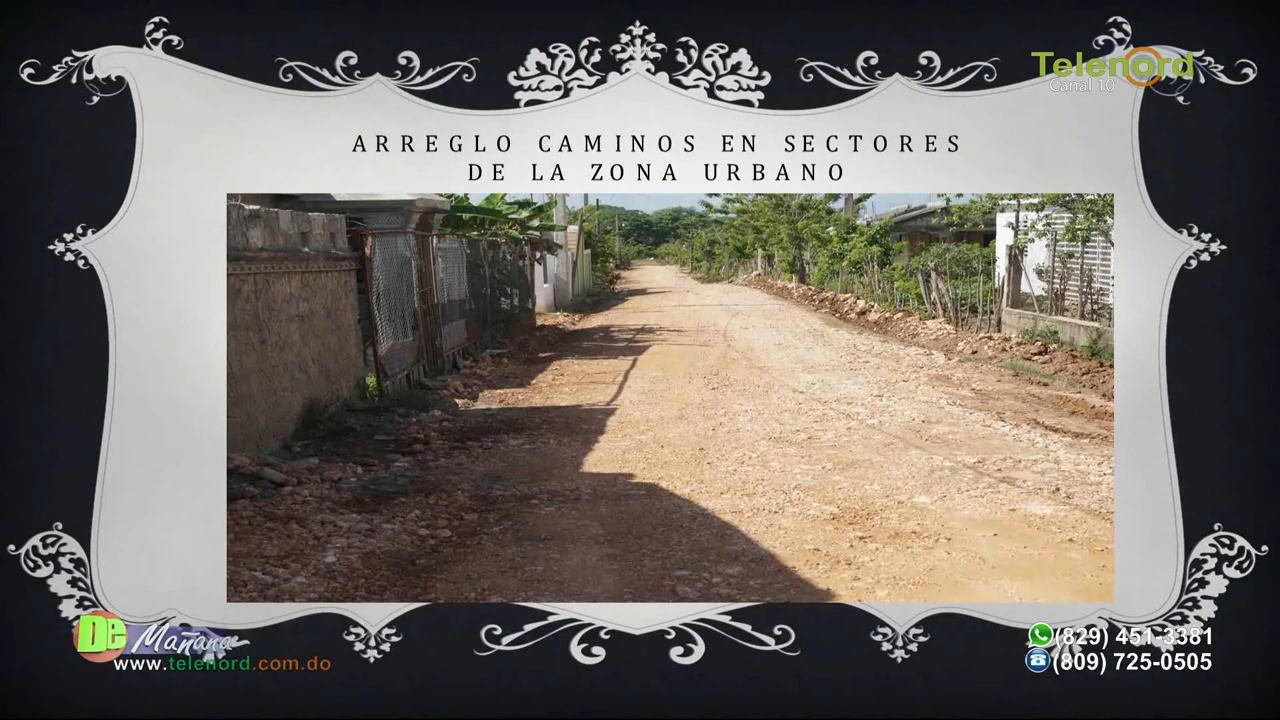 Telenord
Canal 10
ARREGLO CAMINOS EN SECTORES
DE LA ZONA URBANO
De Mañana
www.telenord.com.do
(829) 451-3381
(809) 725-0505